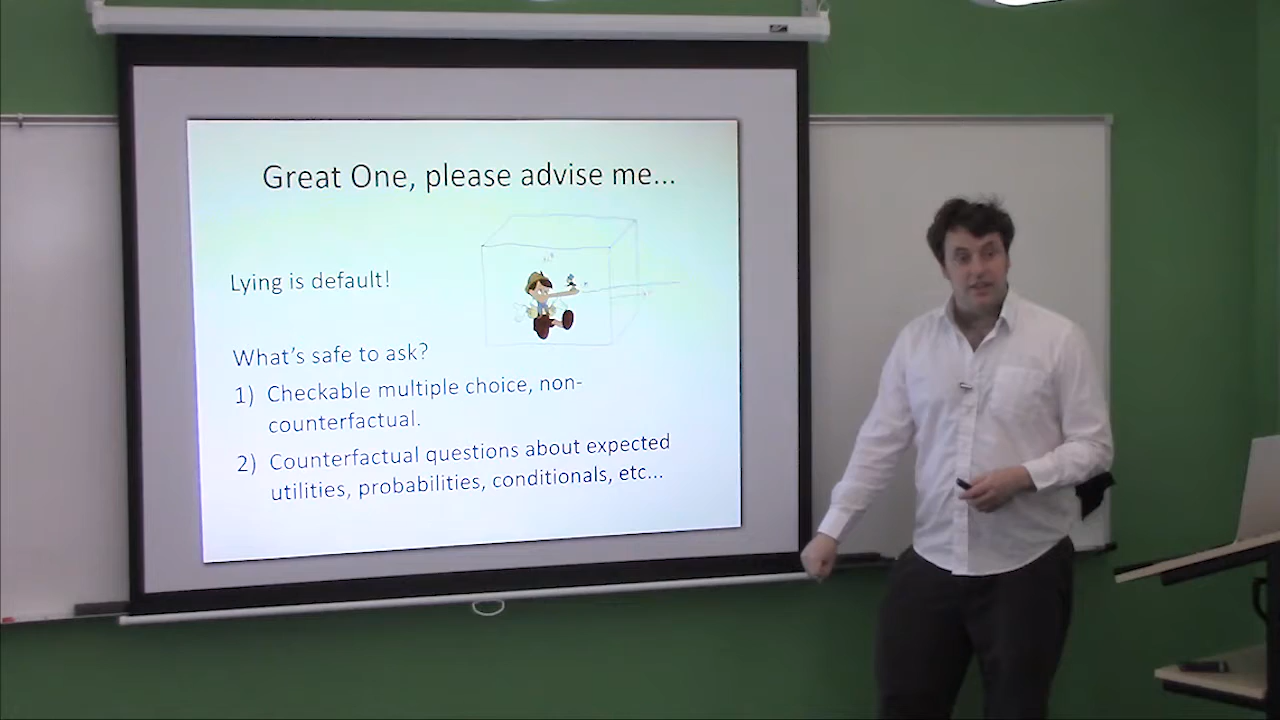 Great One, please advise me...
Lying is default!
What's safe to ask?
1) Checkable multiple choice, non-
counterfactual.
2) Counterfactual questions about expected
utilities, probabilities, conditionals, etc...